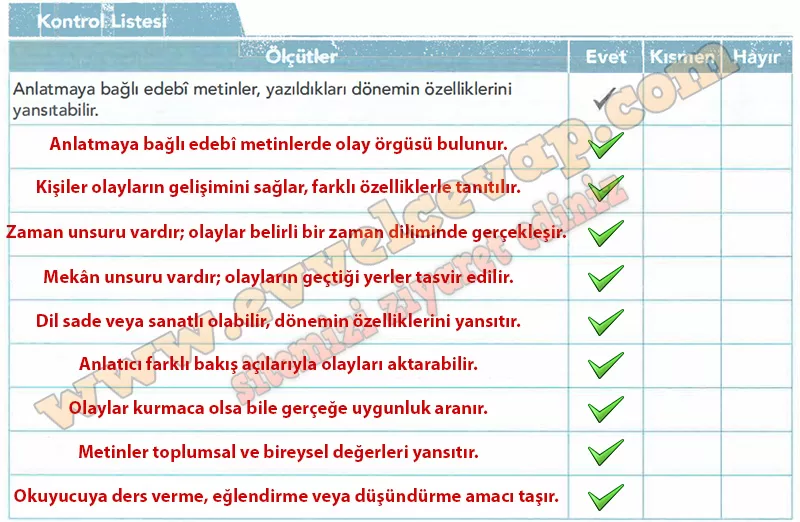 Kontrol Listesi
Ölçütler Evet Kısmen Hayır
Anlatmaya bağlı edebî metinler, yazıldıkları dönemin özelliklerini
yansıtabilir.
Anlatmaya bağlı edebî metinlerde olay örgüsü bulunur.
Kişiler olayların gelişimini sağlar, farklı özelliklerle tanıtılır.
Zaman unsuru vardır; olaylar belirli bir zaman diliminde gerçekleşir.
Mekân unsuru vardır; olayların geçtiği yerler tasvir edilir.
Dil sade veya sanatlı olabilir, dönemin özelliklerini yansıtır.
Anlatıcı farklı bakış açılarıyla olayları aktarabilir.
Olaylar kurmaca olsa bile gerçeğe uygunluk aranır.
Metinler toplumsal ve bireysel değerleri yansıtır.
Okuyucuya ders verme, eğlendirme veya düşündürme amacı taşır.
www.evvelcevap.com
sitemizi ziyaret ediniz